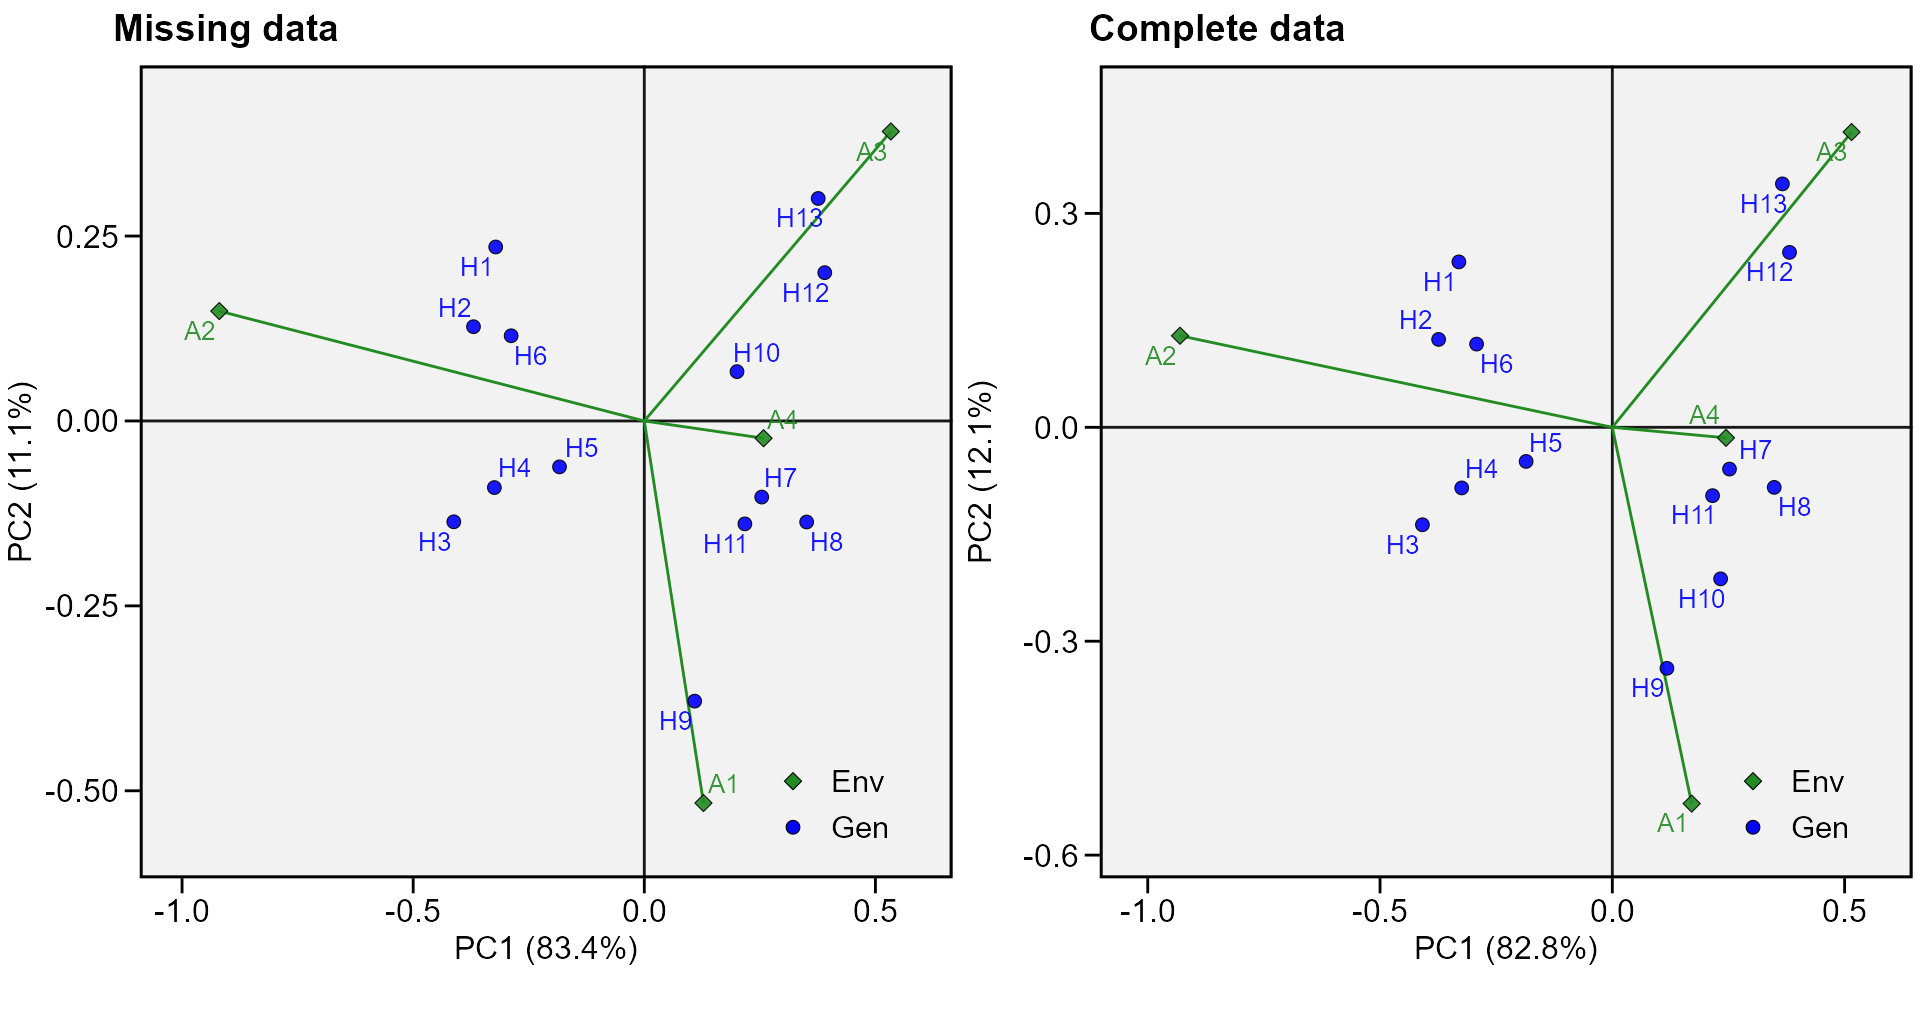 Missing data
Complete data
A3
H13
H12
H1
H2
H6
A2
H10
A4
H5
H4
H3
H7
H11
H8
H9
A1
Env
Gen
0.25
0.00
-0.25
-0.50
-1.0
-0.5
0.0
0.5
PC1 (83.4%)
PC2 (11.1%)
A3
H13
H12
H1
H2
H6
A2
A4
H5
H4
H3
H7
H11
H8
H10
H9
A1
Env
Gen
0.3
0.0
-0.3
-0.6
-1.0
-0.5
0.0
0.5
PC1 (82.8%)
PC2 (12.1%)